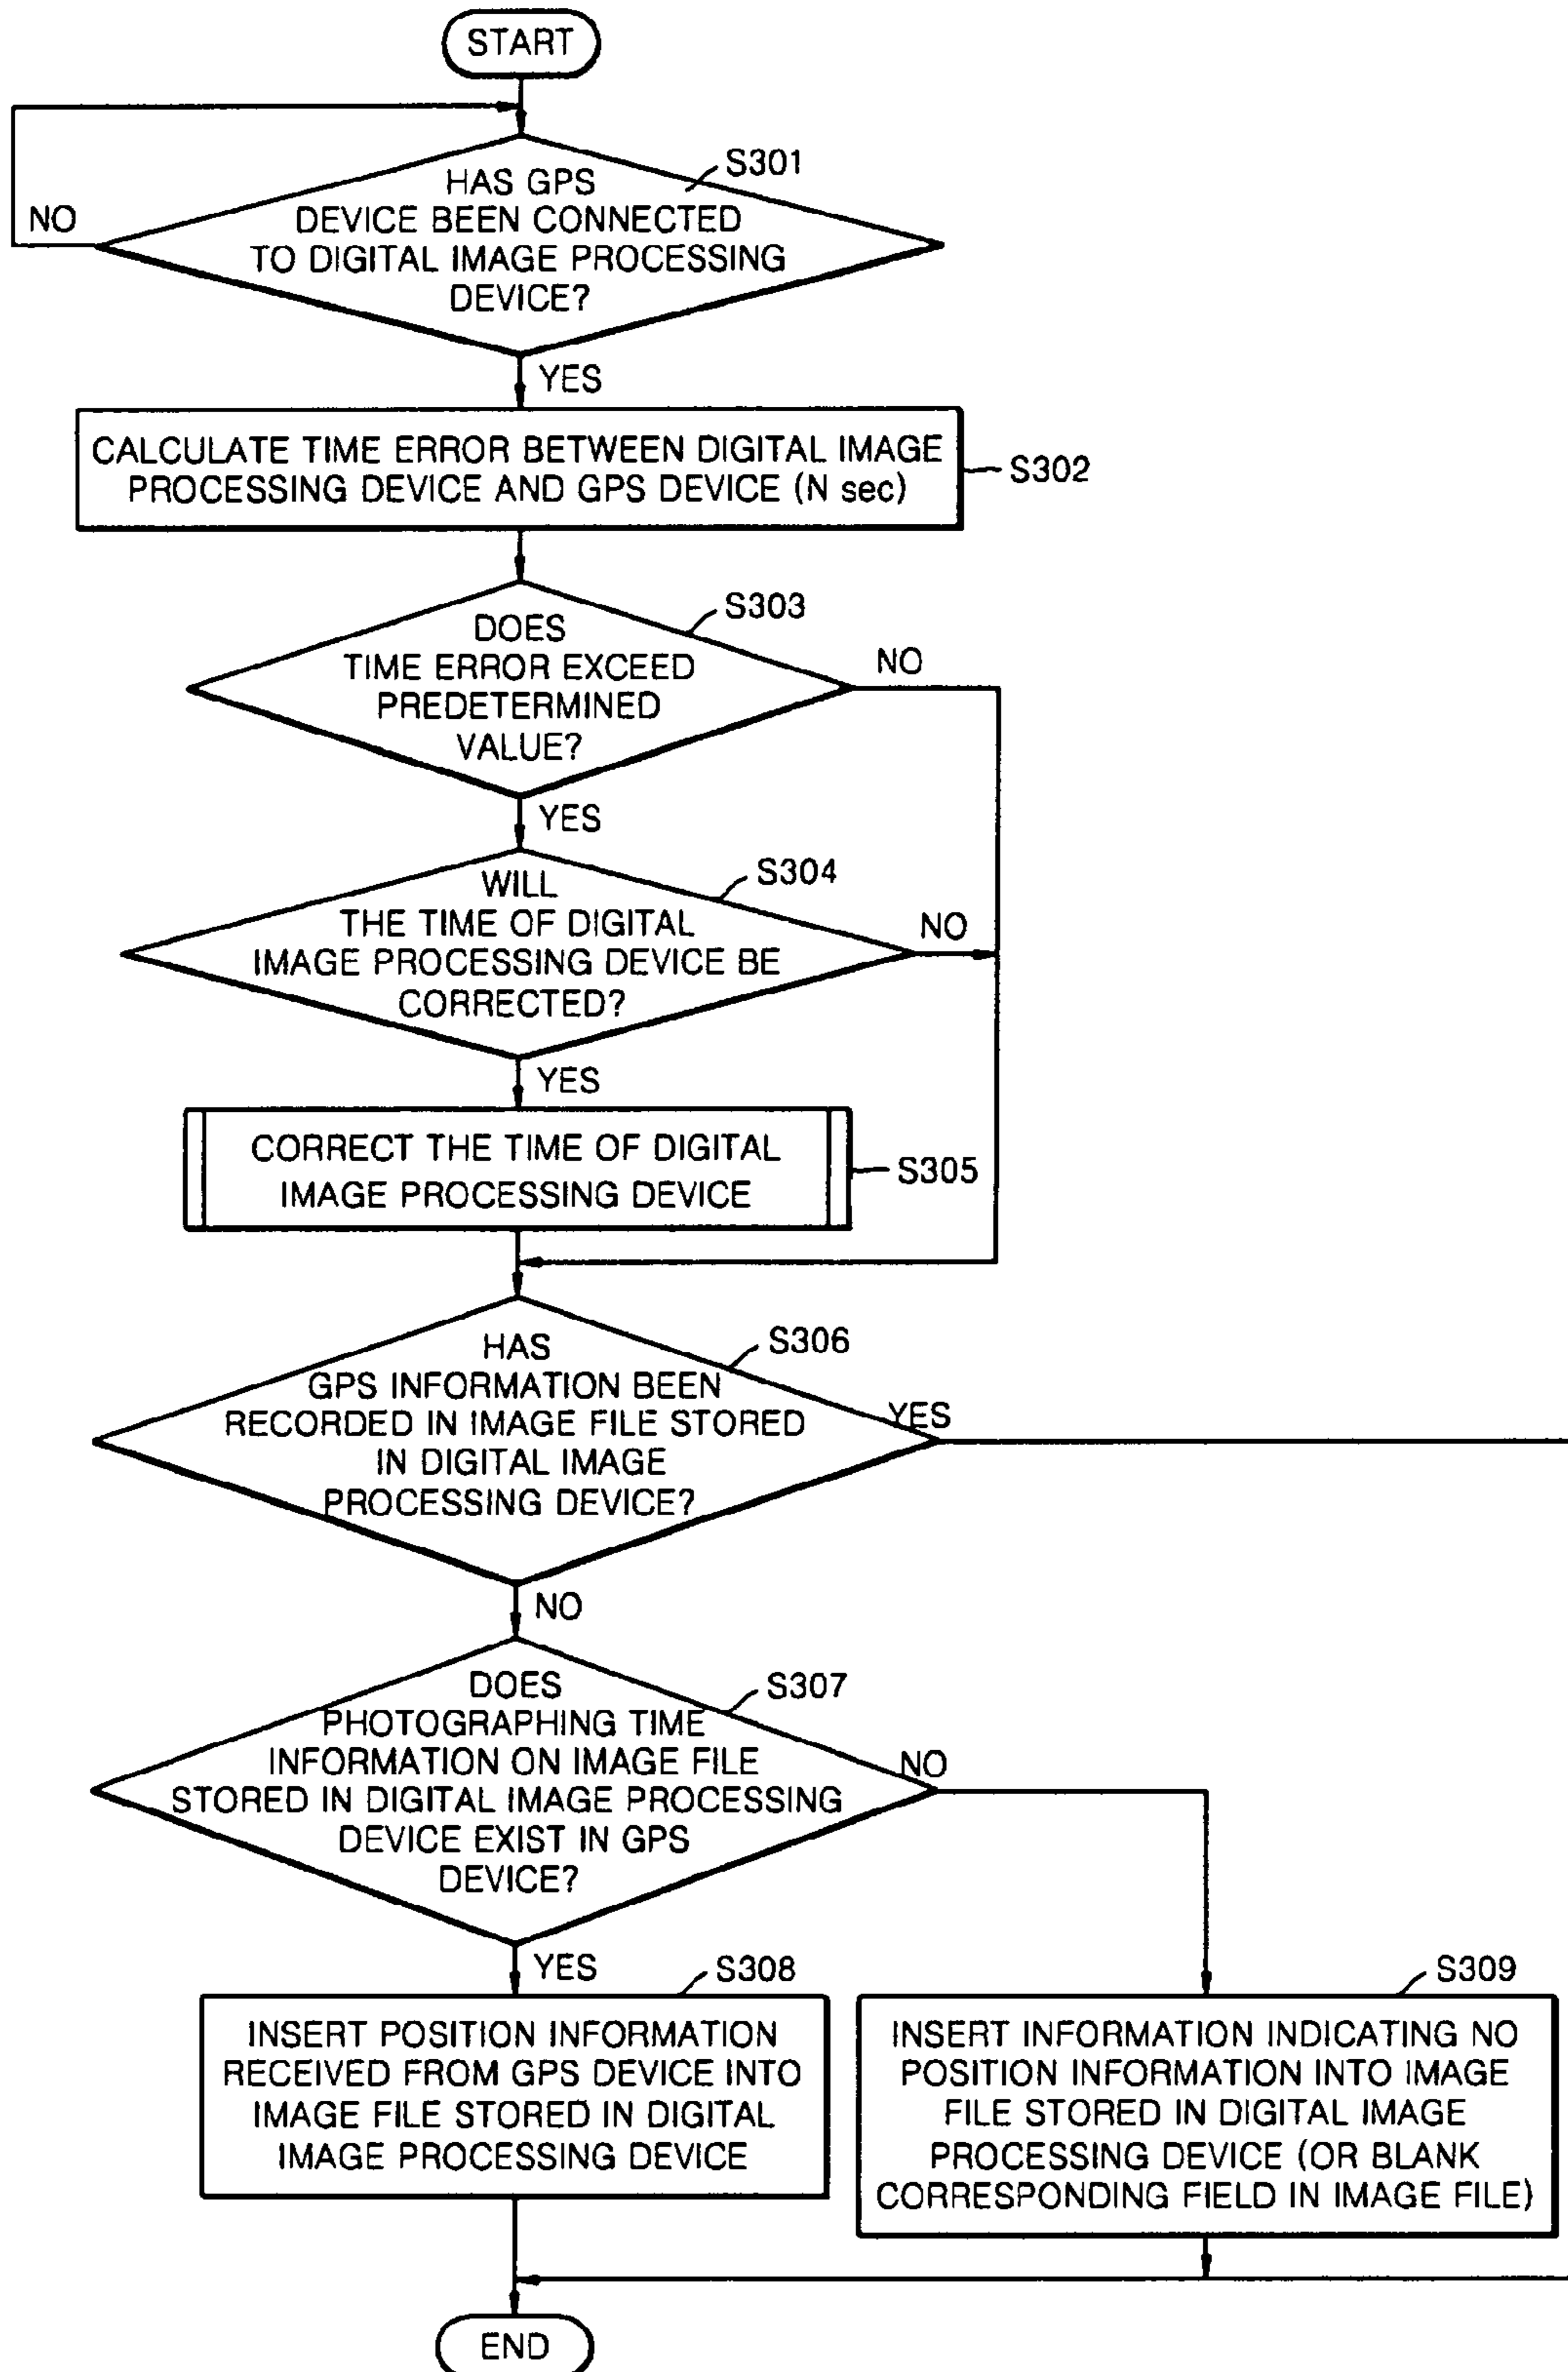 START
S301
HAS GPS
DEVICE BEEN CONNECTED
TO DIGITAL IMAGE PROCESSING
DEVICE?
NO
YES
CALCULATE TIME ERROR BETWEEN DIGITAL IMAGE
PROCESSING DEVICE AND GPS DEVICE (N sec)
S302
S303
DOES
TIME ERROR EXCEED
PREDETERMINED
VALUE?
NO
YES
S304
WILL
THE TIME OF DIGITAL
IMAGE PROCESSING DEVICE BE
CORRECTED?
NO
YES
CORRECT THE TIME OF DIGITAL
IMAGE PROCESSING DEVICE
S305
S306
HAS
GPS INFORMATION BEEN
RECORDED IN IMAGE FILE STORED
IN DIGITAL IMAGE
PROCESSING DEVICE?
YES
NO
S307
DOES
PHOTOGRAPHING TIME
INFORMATION ON IMAGE FILE
STORED IN DIGITAL IMAGE PROCESSING
DEVICE EXIST IN GPS
DEVICE?
NO
YES
S308
INSERT POSITION INFORMATION
RECEIVED FROM GPS DEVICE INTO
IMAGE FILE STORED IN DIGITAL
IMAGE PROCESSING DEVICE
S309
INSERT INFORMATION INDICATING NO
POSITION INFORMATION INTO IMAGE
FILE STORED IN DIGITAL IMAGE
PROCESSING DEVICE (OR BLANK
CORRESPONDING FIELD IN IMAGE FILE)
END